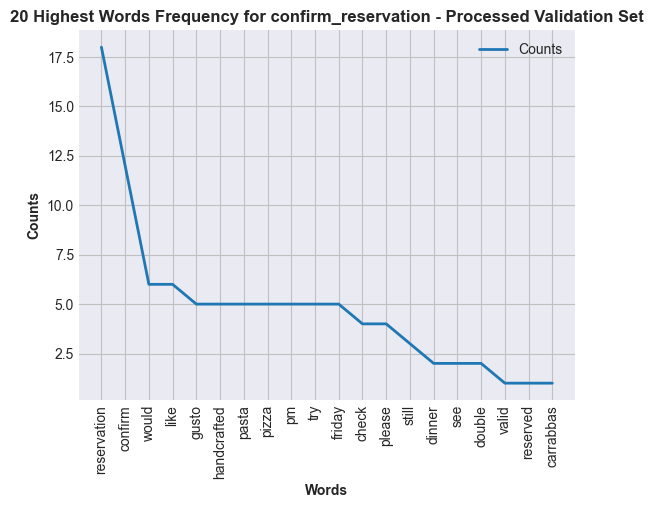 20 Highest Words Frequency for confirm_reservation - Processed Validation Set
Counts
17.5
15.0
12.5
10.0
7.5
5.0
2.5
Counts
reservation
confirm
would
like
gusto
handcrafted
pasta
pizza
pm
try
friday
check
please
still
dinner
see
double
valid
reserved
carrabbas
Words